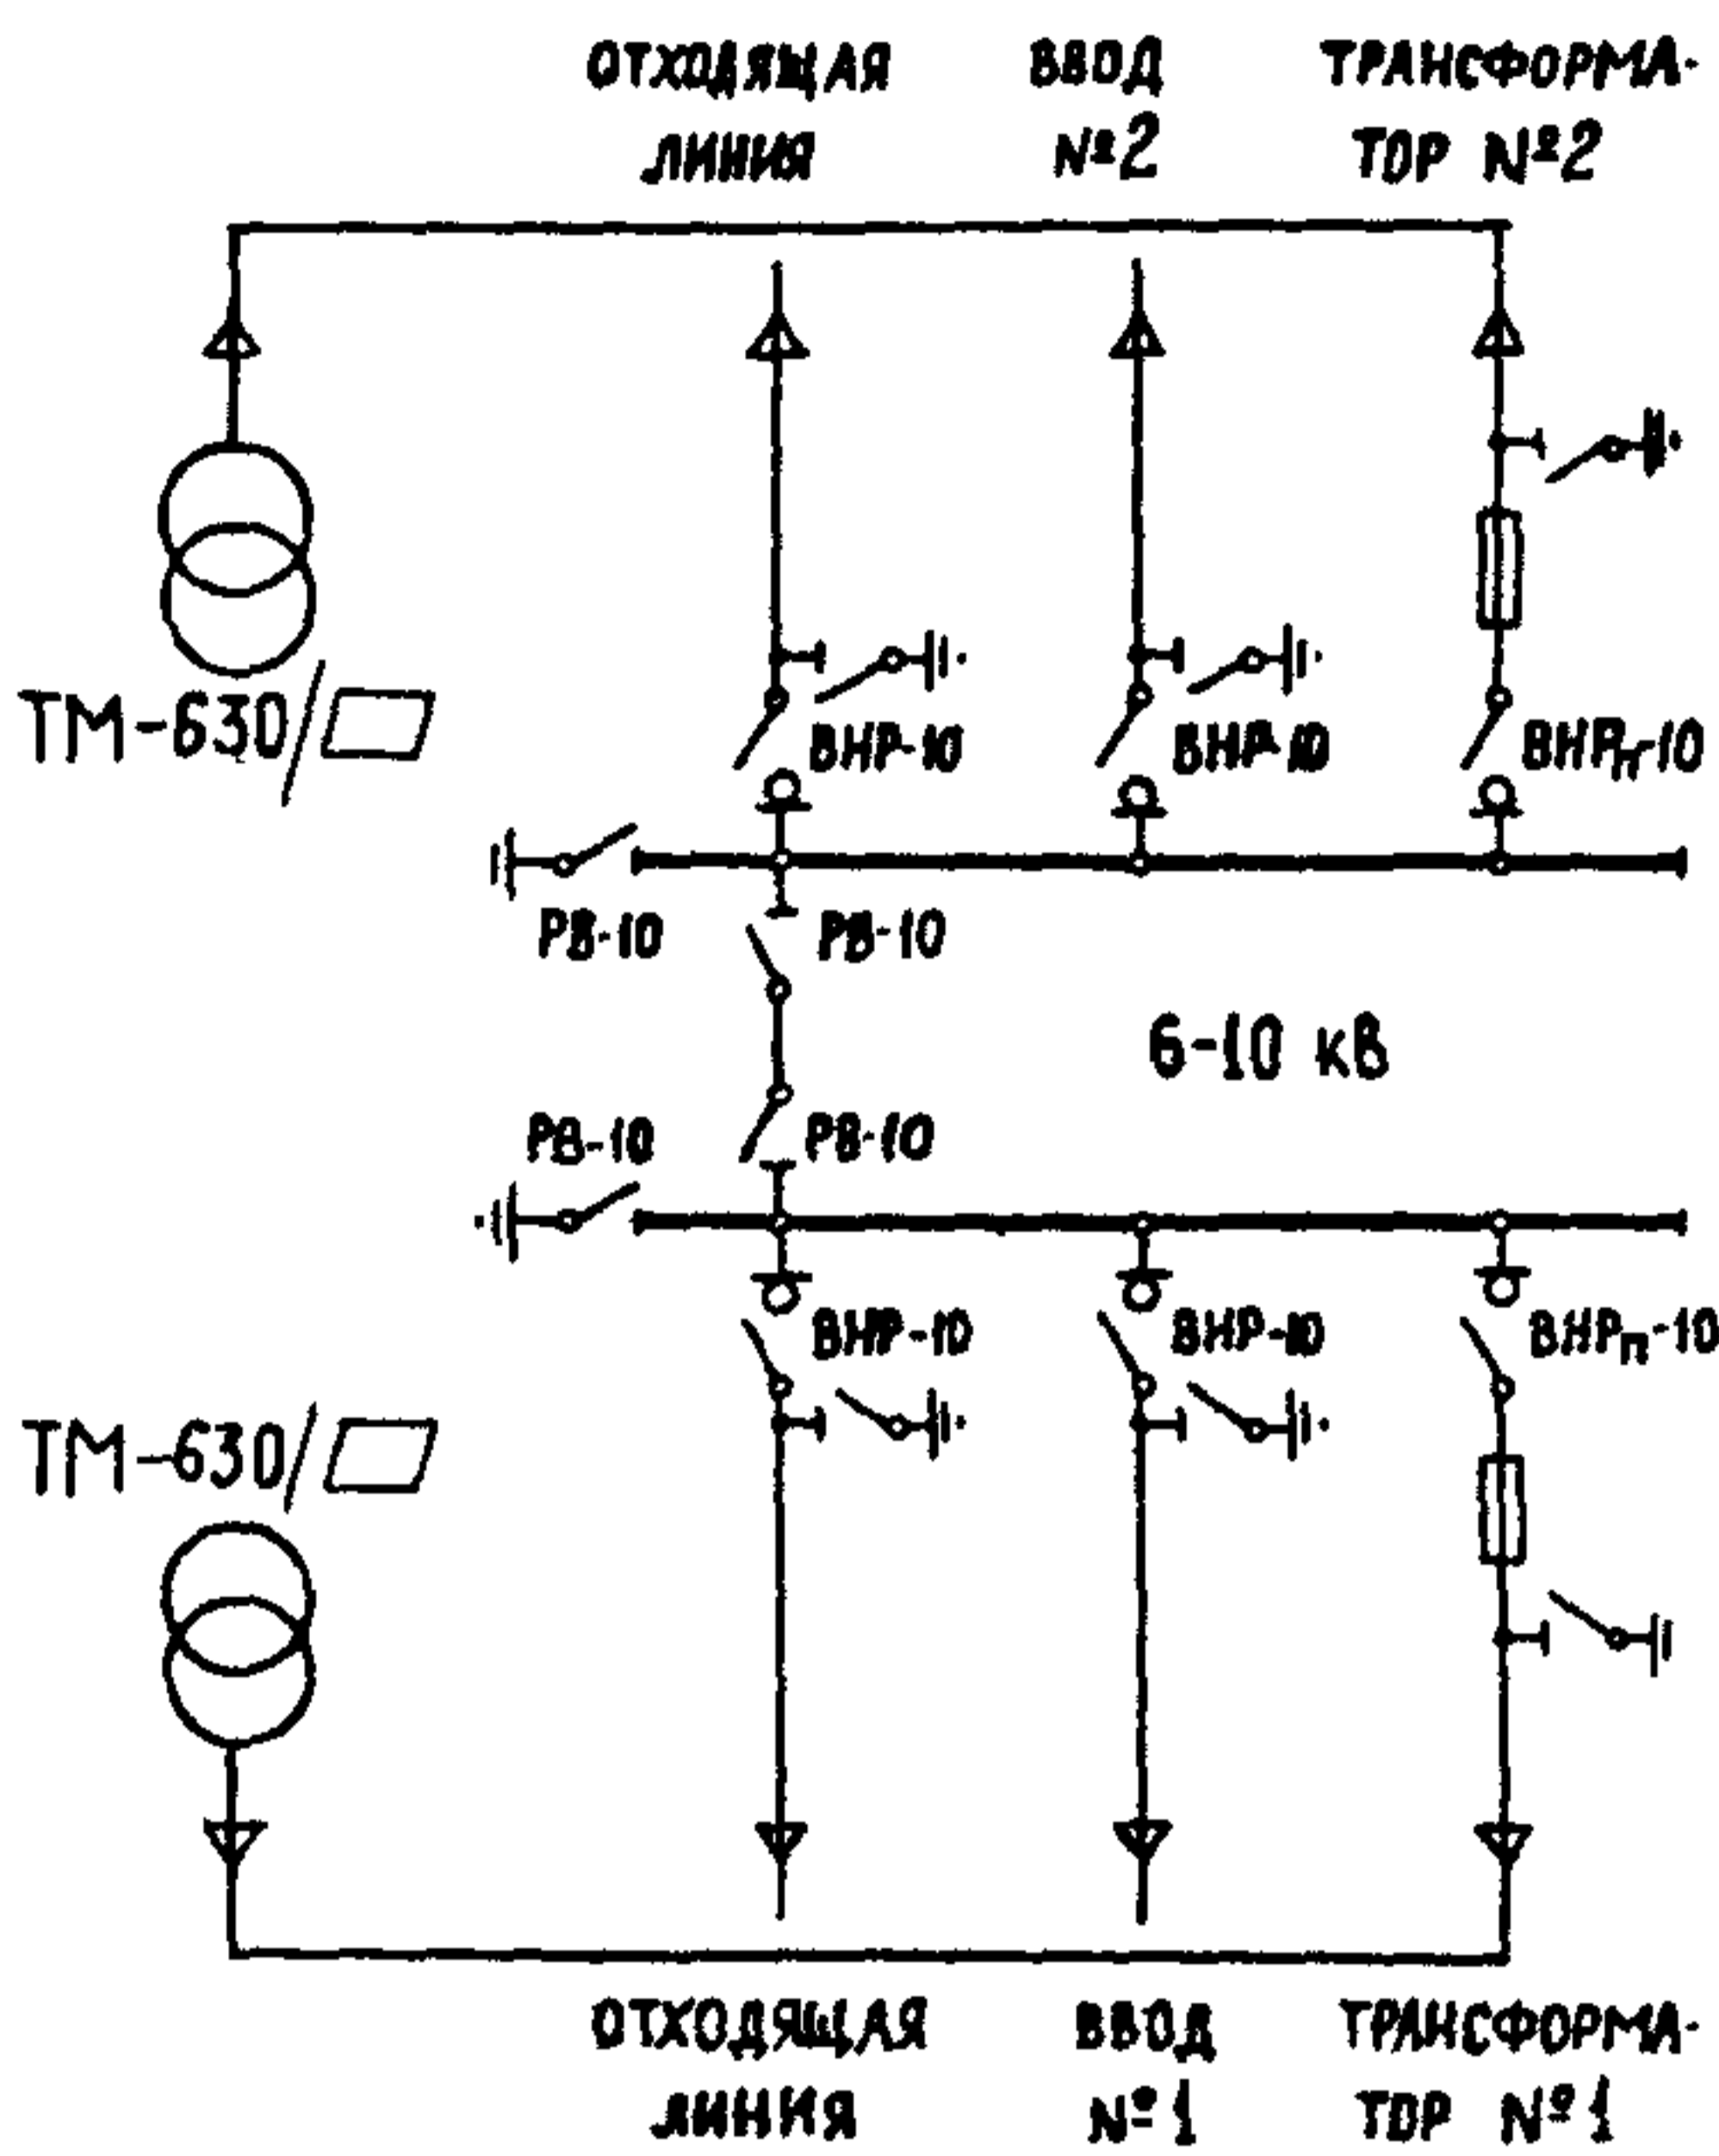 ОТХОДЯЩАЯ ВВОД ТРАНСФОРМА-
ЛИНИЯ №2 ТОР №2
ТМ-630/
ВНР-10 ВНР-10 ВНРп-10
РВ-10 РВ-10
6-10 кВ
РВ-10 РВ-10
ВНР-10 ВНР-10 ВНРп-10
ТМ-630/
ОТХОДЯЩАЯ ВВОД ТРАНСФОРМА-
ЛИНИЯ №1 ТОР №1